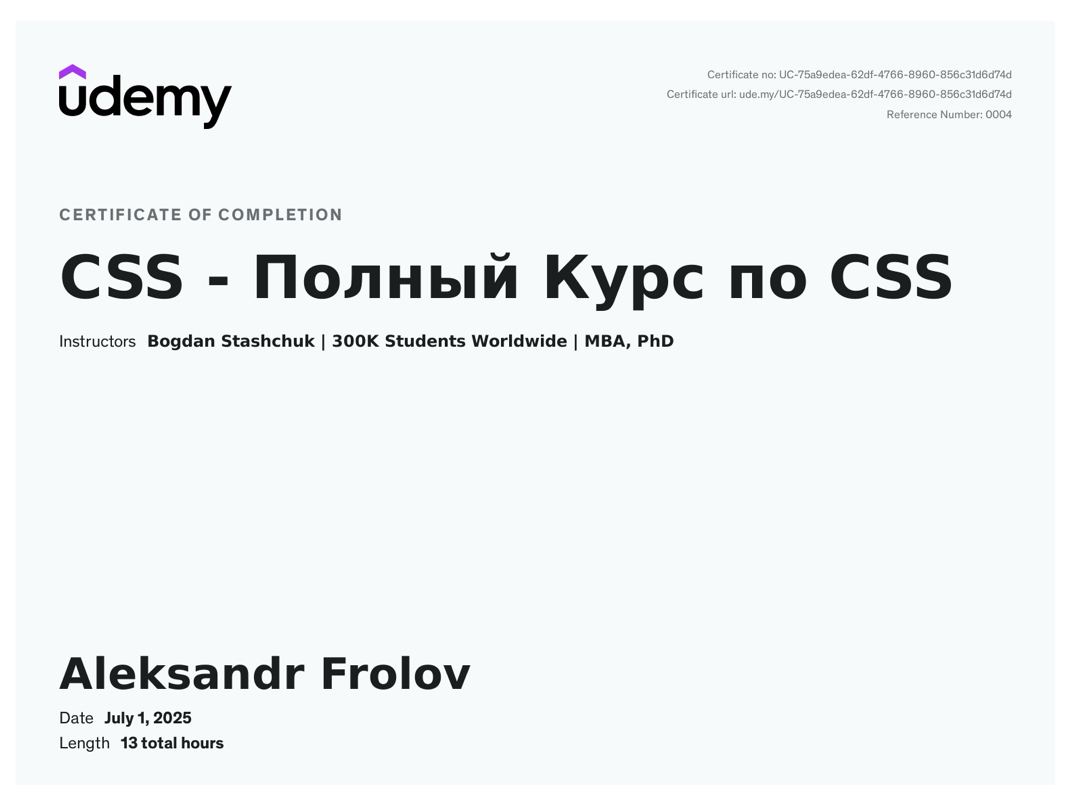 udemy
Certificate no: UC-75a9edea-62df-4766-8960-856c31d6d74d
Certificate url: ude.my/UC-75a9edea-62df-4766-8960-856c31d6d74d
Reference Number: 0004
CERTIFICATE OF COMPLETION
CSS - Полный Курс по CSS
Instructors Bogdan Stashchuk | 300K Students Worldwide | MBA, PhD
Aleksandr Frolov
Date July 1, 2025
Length 13 total hours